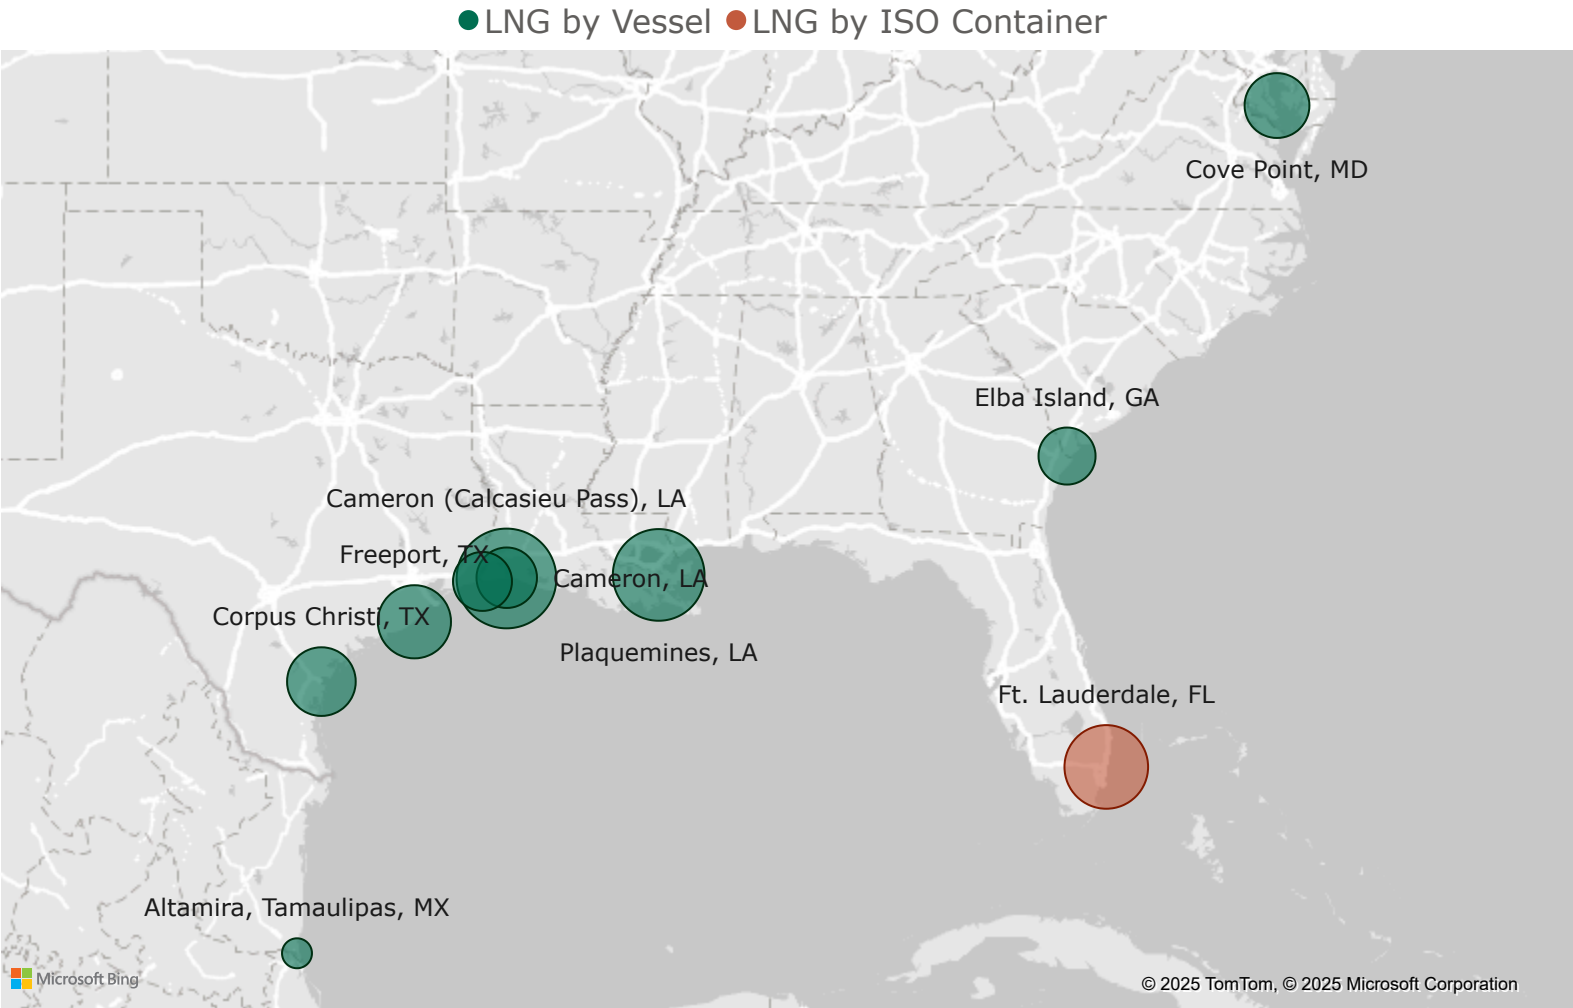 LNG by Vessel LNG by ISO Container
Cove Point, MD
Elba Island, GA
Cameron (Calcasieu Pass), LA
Freeport, TX
Cameron, LA
Corpus Christi, TX
Plaquemines, LA
Ft. Lauderdale, FL
Altamira, Tamaulipas, MX
Microsoft Bing
© 2025 TomTom, © 2025 Microsoft Corporation